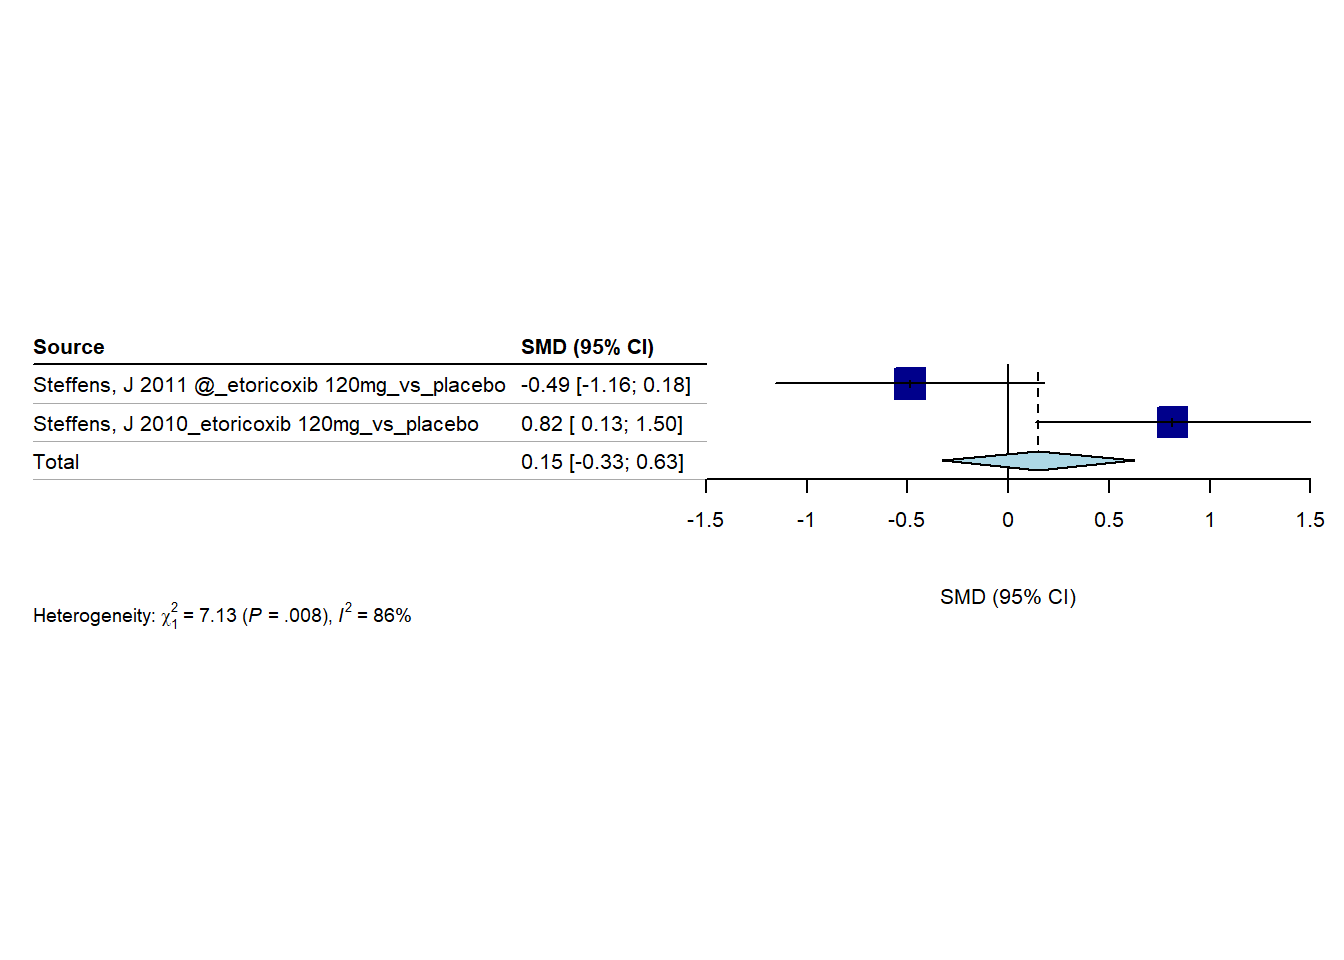 Source SMD (95% CI)
Steffens, J 2011 @_etoricoxib 120mg_vs_placebo -0.49 [-1.16; 0.18]
Steffens, J 2010_etoricoxib 120mg_vs_placebo 0.82 [ 0.13; 1.50]
Total 0.15 [-0.33; 0.63]
-1.5 -1 -0.5 0 0.5 1 1.5
SMD (95% CI)
Heterogeneity: χ²₁ = 7.13 (P = .008), I² = 86%